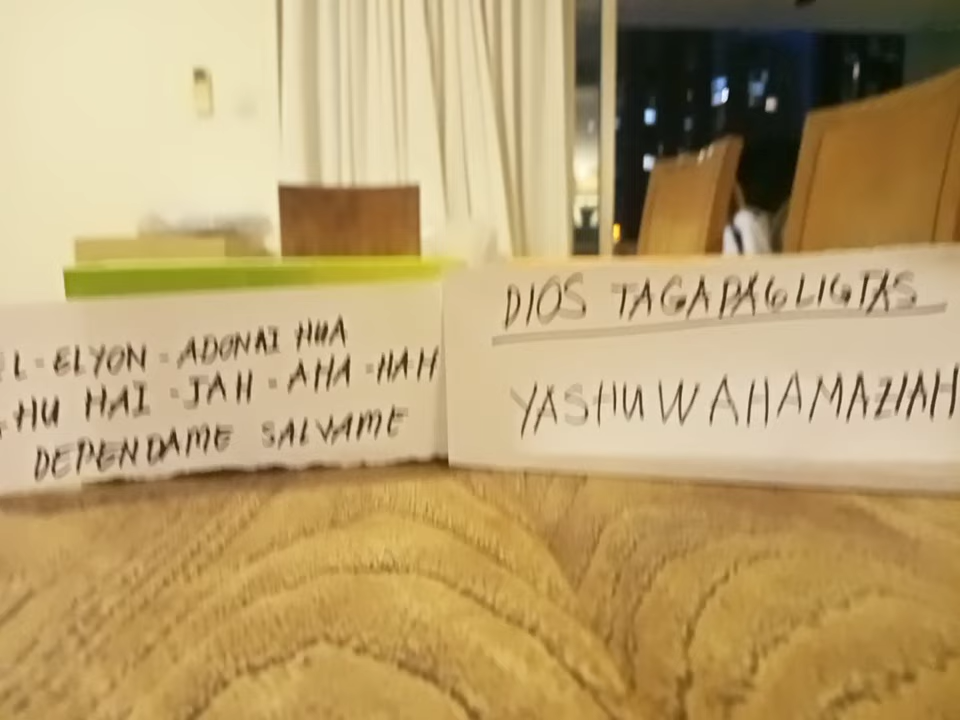 L-ELYON-ADONAI HUA
HU HAI-JAH-AHA-HAH
DEPENDAME SALVAME
DIOS TAGAPAGLIGTAS
YASHUWAHAMAZIAH